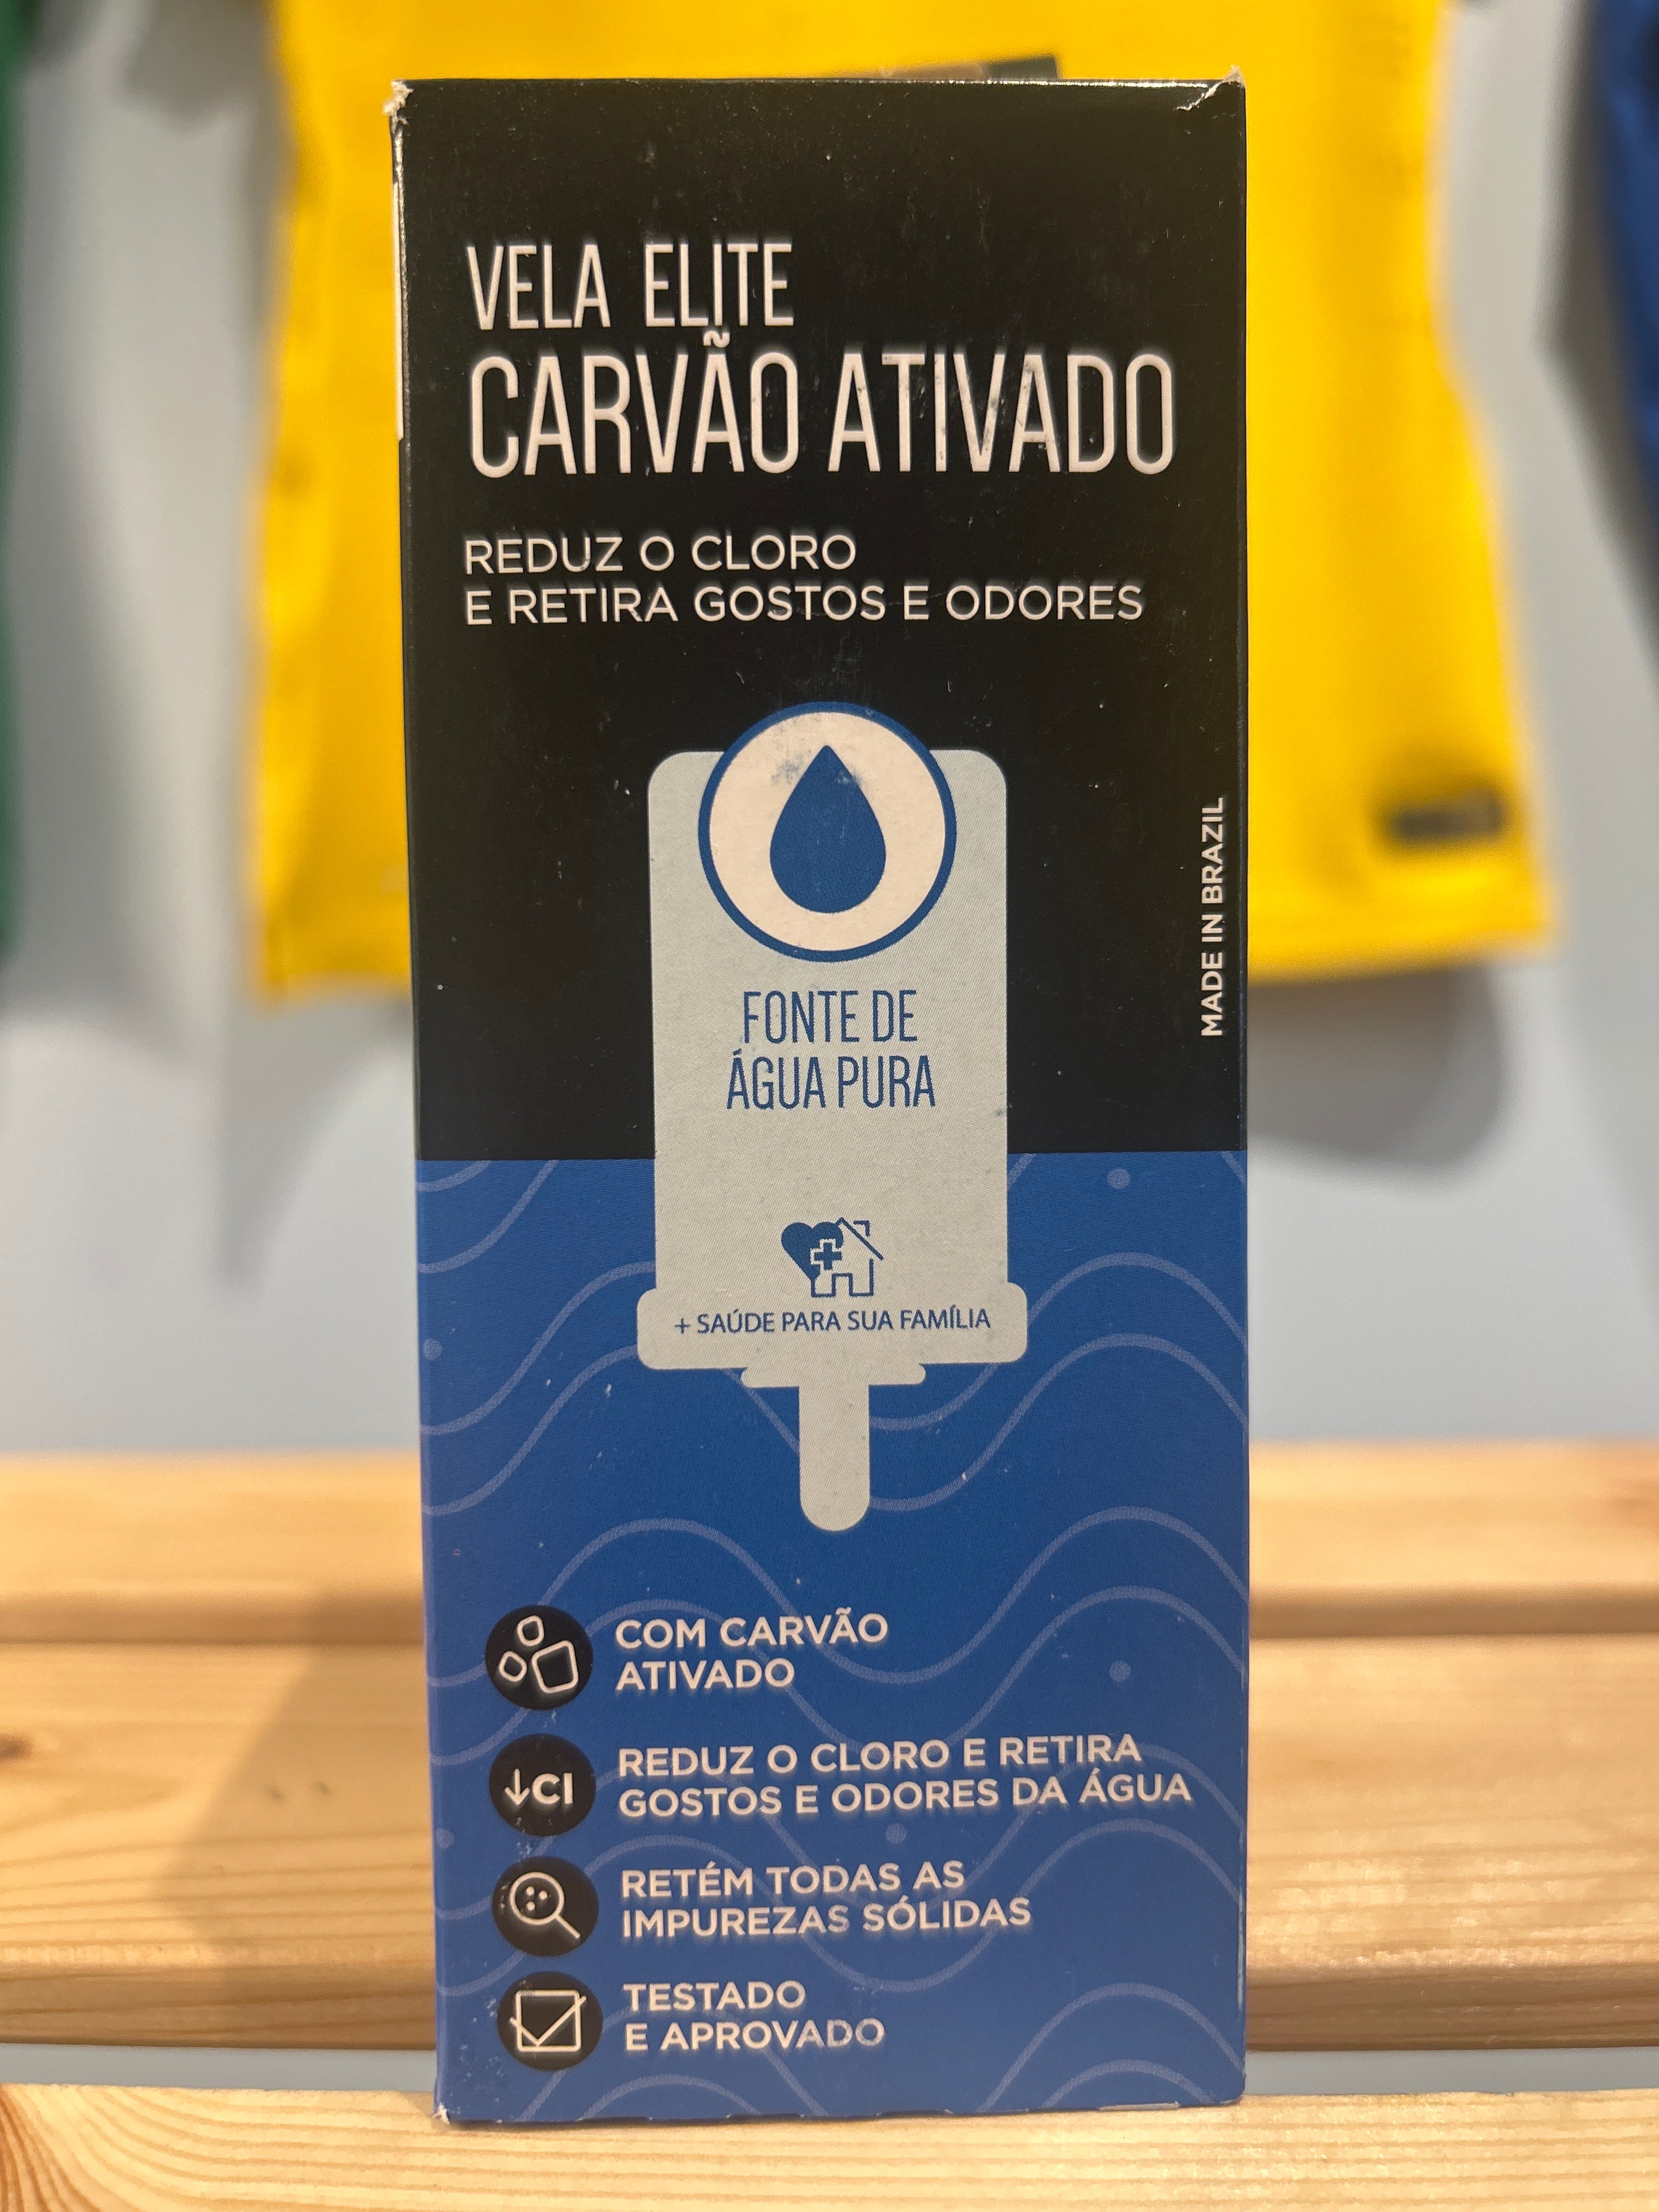 VELA ELITE
CARVÃO ATIVADO
REDUZ O CLORO
E RETIRA GOSTOS E ODORES
FONTE DE
ÁGUA PURA
MADE IN BRAZIL
+ SAÚDE PARA SUA FAMÍLIA
COM CARVÃO
ATIVADO
↓Cl
REDUZ O CLORO E RETIRA
GOSTOS E ODORES DA ÁGUA
RETÉM TODAS AS
IMPUREZAS SÓLIDAS
TESTADO
E APROVADO